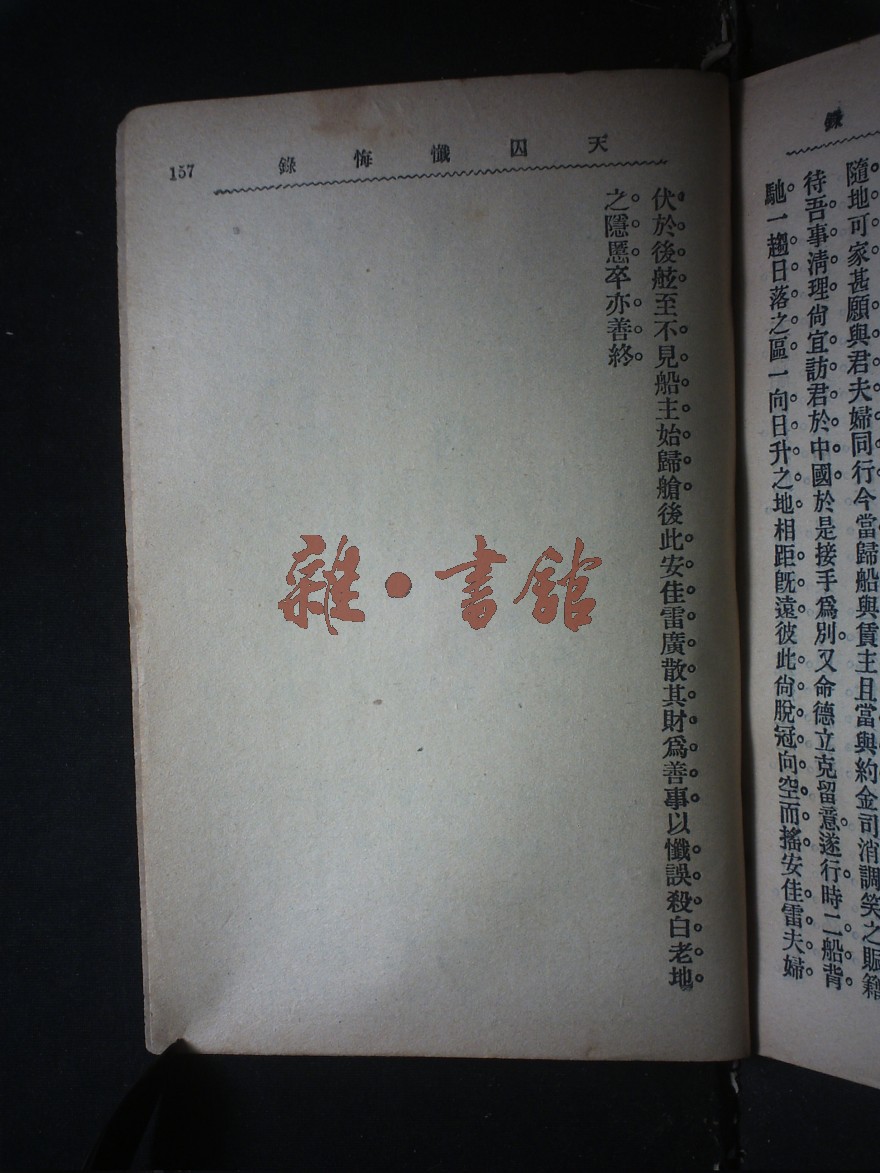 錄
隨地可家甚願與君夫婦同行今當歸船與賃主且當與約金司消調笑之賬籍
待吾事淸理尙宜訪君於中國於是接手爲別又命德立克留意遂行時二船背
馳一趨日落之區一向日升之地相距旣遠彼此尙脫冠向空而搖安佳雷夫婦
天囚懺悔錄
157
伏於後舷至不見船主始歸艙後此安佳雷廣散其財爲善事以懺誤殺白老地
之隱慝卒亦善終
雜·書館